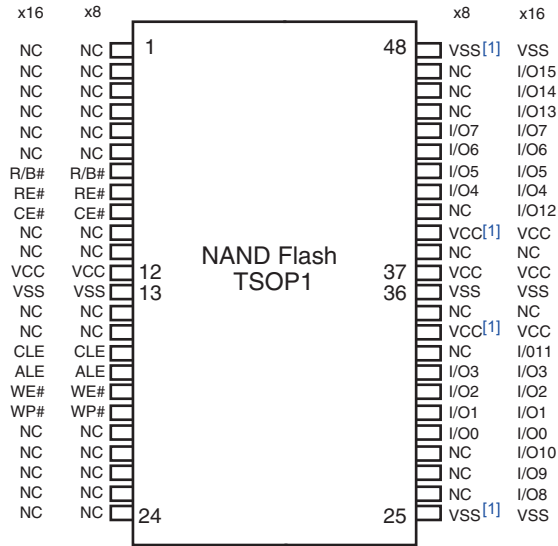 x16 x8 x8 x16
NC NC 1 48 VSS[1] VSS
NC NC NC I/O15
NC NC NC I/O14
NC NC NC I/O13
NC NC I/O7 I/O7
NC NC I/O6 I/O6
R/B# R/B# I/O5 I/O5
RE# RE# I/O4 I/O4
CE# CE# NC I/O12
NC NC VCC[1] VCC
NC NC NAND Flash NC NC
VCC VCC 12 TSOP1 37 VCC VCC
VSS VSS 13 36 VSS VSS
NC NC NC NC
NC NC VCC[1] VCC
CLE CLE NC I/011
ALE ALE I/O3 I/O3
WE# WE# I/O2 I/O2
WP# WP# I/O1 I/O1
NC NC I/O0 I/O0
NC NC NC I/O10
NC NC NC I/O9
NC NC NC I/O8
NC NC 24 25 VSS[1] VSS